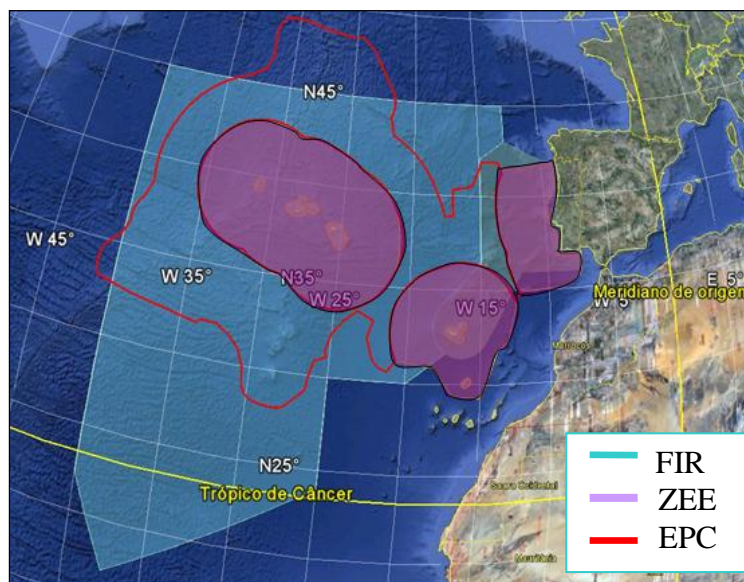 N45°
W 45°
W 35°
N35°
W 25°
W 15°
W 5°
E 5°
Meridiano de origem
Marrocos
N25°
Trópico de Câncer
Saara Ocidental
Mauritânia
FIR
ZEE
EPC